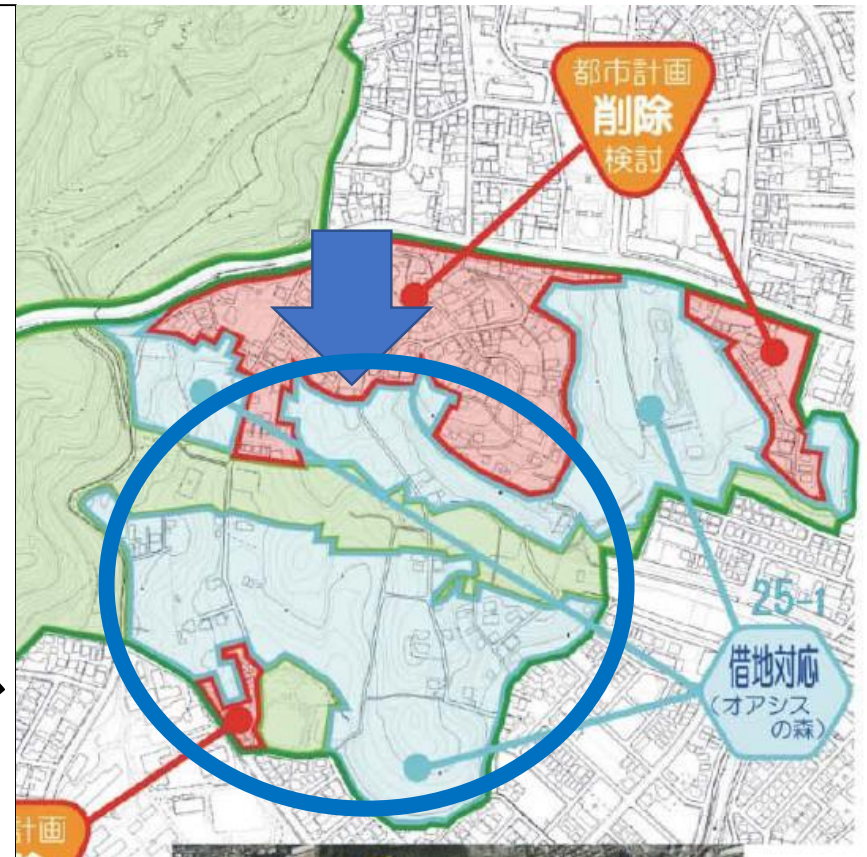 都市計画
削除
検討
25-1
借地対応
(オアシス
の森)
計画